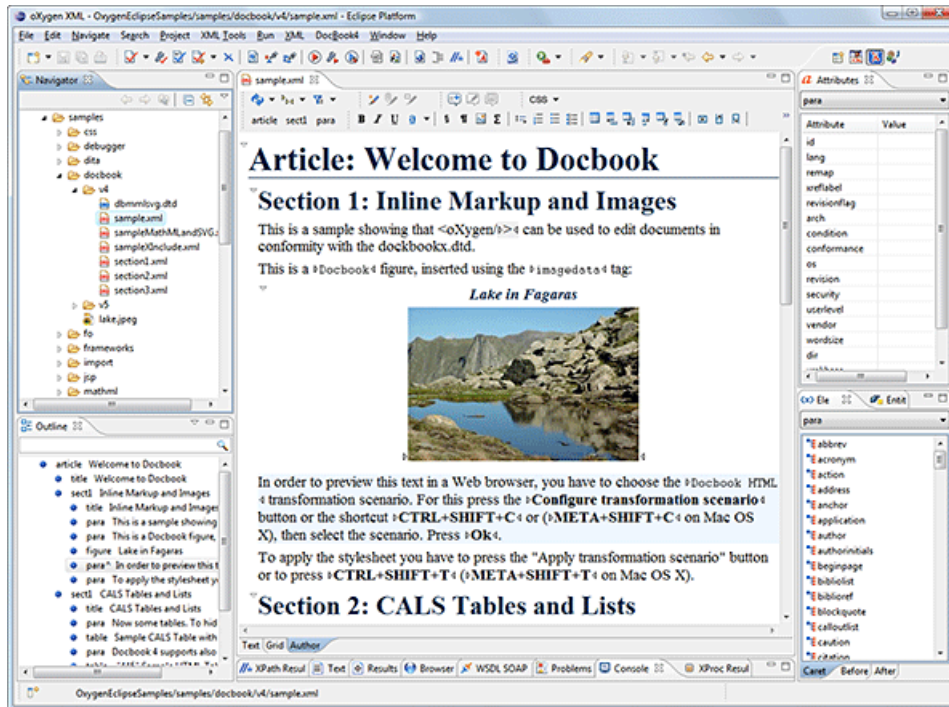 oXygen XML - OxygenEclipseSamples/samples/docbook/v4/sample.xml - Eclipse Platform
File Edit Navigate Search Project XML Tools Run XML DocBook4 Window Help
Navigator
samples
css
debugger
dita
docbook
v4
dbmmlsvg.dtd
sample.xml
sampleMathMLandSVG.
sampleXInclude.xml
section1.xml
section2.xml
section3.xml
v5
lake.jpeg
fo
frameworks
import
jsp
mathml
Outline
article Welcome to Docbook
title Welcome to Docbook
sect1 Inline Markup and Images
title Inline Markup and Images
para This is a sample showing
para This is a Docbook figure,
figure Lake in Fagaras
para* In order to preview this t
para To apply the stylesheet yo
sect1 CALS Tables and Lists
title CALS Tables and Lists
para Now some tables. To hid
table Sample CALS Table with
para Docbook 4 supports also
sample.xml
CSS
article sect1 para B I U
Article: Welcome to Docbook
Section 1: Inline Markup and Images
This is a sample showing that <oXygen/> can be used to edit documents in
conformity with the dockbookx.dtd.
This is a Docbook figure, inserted using the imagedata tag:
Lake in Fagaras
In order to preview this text in a Web browser, you have to choose the Docbook HTML
transformation scenario. For this press the Configure transformation scenario
button or the shortcut CTRL+SHIFT+C or (META+SHIFT+C on Mac OS
X), then select the scenario. Press Ok.
To apply the stylesheet you have to press the "Apply transformation scenario" button
or to press CTRL+SHIFT+T (META+SHIFT+T on Mac OS X).
Section 2: CALS Tables and Lists
Text Grid Author
XPath Resul Text Results Browser WSDL SOAP Problems Console XProc Resul
Attributes
para
Attribute Value
id
lang
remap
xreflabel
revisionflag
arch
condition
conformance
os
revision
security
userlevel
vendor
wordsize
dir
Ele Entit
para
abbrev
acronym
action
address
anchor
application
author
authorinitials
beginpage
bibliolist
biblioref
blockquote
calloutlist
caution
citation
Caret Before After
OxygenEclipseSamples/samples/docbook/v4/sample.xml